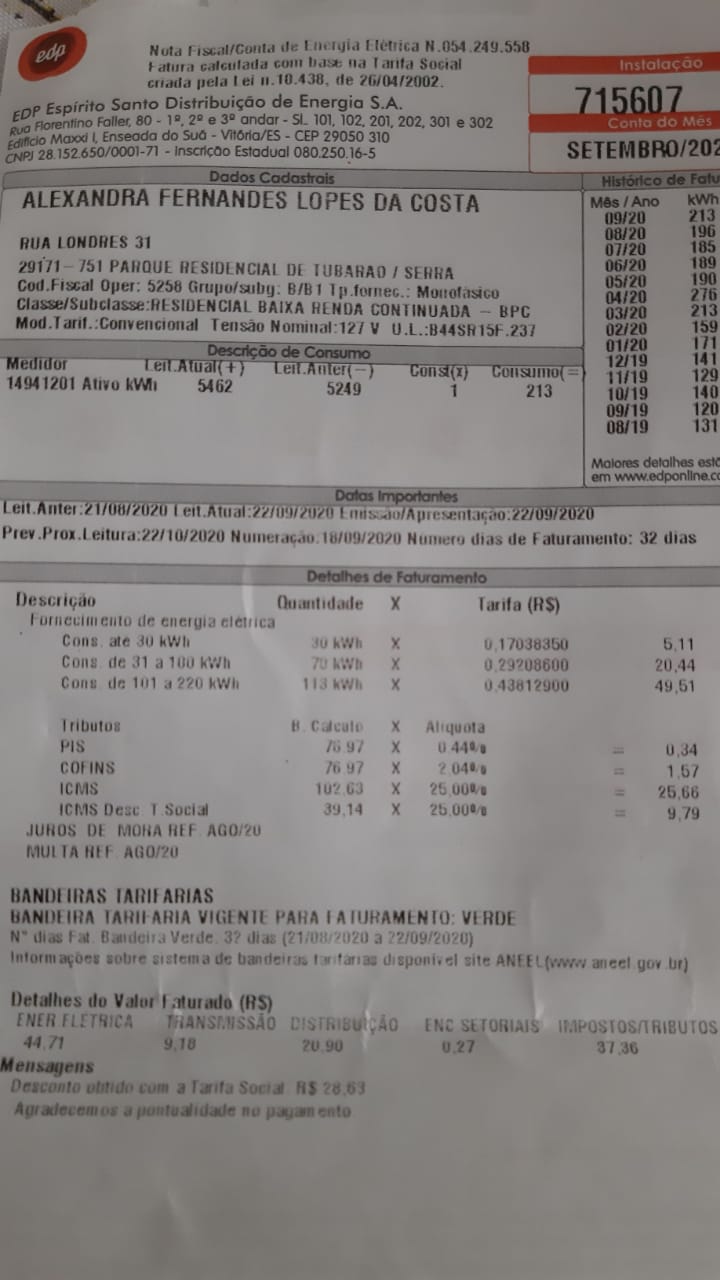 edp
Nota Fiscal/Conta de Energia Elétrica N.054.249.558
Fatura calculada com base na Tarifa Social
criada pela Lei n.10.438, de 26/04/2002.
EDP Espírito Santo Distribuição de Energia S.A.
Rua Florentino Faller, 80 - 1º, 2º e 3º andar - Sl. 101, 102, 201, 202, 301 e 302
Edifício Maxxi I, Enseada do Suá - Vitória/ES - CEP 29050 310
CNPJ 28.152.650/0001-71 - Inscrição Estadual 080.250.16-5
Instalação
715607
Conta do Mês
SETEMBRO/202
Dados Cadastrais
ALEXANDRA FERNANDES LOPES DA COSTA
RUA LONDRES 31
29171-751 PARQUE RESIDENCIAL DE TUBARAO / SERRA
Cod.Fiscal Oper: 5258 Grupo/subg: B/B1 Tp.fornec.: Monofásico
Classe/Subclasse:RESIDENCIAL BAIXA RENDA CONTINUADA - BPC
Mod.Tarif.:Convencional Tensão Nominal:127 V U.L.:B44SR15F.237
Histórico de Fatu
Mês / Ano kWh
09/20 213
08/20 196
07/20 185
06/20 189
05/20 190
04/20 276
03/20 213
02/20 159
01/20 171
12/19 141
11/19 129
10/19 140
09/19 120
08/19 131
Maiores detalhes estã
em www.edponline.co
Descrição de Consumo
Medidor Leit.Atual(+) Leit.Anter(-) Const(x) Consumo(=
14941201 Ativo kWh 5462 5249 1 213
Datas Importantes
Leit.Anter:21/08/2020 Leit.Atual:22/09/2020 Emissão/Apresentação:22/09/2020
Prev.Prox.Leitura:22/10/2020 Numeração:18/09/2020 Número dias de Faturamento: 32 dias
Detalhes de Faturamento
Descrição Quantidade X Tarifa (R$)
Fornecimento de energia elétrica
Cons. até 30 kWh 30 kWh X 0,17038350 5,11
Cons. de 31 a 100 kWh 70 kWh X 0,29208600 20,44
Cons. de 101 a 220 kWh 113 kWh X 0,43812900 49,51
Tributos B. Calculo X Aliquota
PIS 76.97 X 0.44% = 0,34
COFINS 76.97 X 2.04% = 1,57
ICMS 102,63 X 25,00% = 25,66
ICMS Desc. T.Social 39,14 X 25,00% = 9,79
JUROS DE MORA REF. AGO/20
MULTA REF. AGO/20
BANDEIRAS TARIFARIAS
BANDEIRA TARIFARIA VIGENTE PARA FATURAMENTO: VERDE
Nº dias Fat. Bandeira Verde. 32 dias (21/08/2020 a 22/09/2020)
Informações sobre sistema de bandeiras tarifárias disponível site ANEEL(www.aneel.gov.br)
Detalhes do Valor Faturado (R$)
ENER ELÉTRICA TRANSMISSÃO DISTRIBUIÇÃO ENC SETORIAIS IMPOSTOS/TRIBUTOS
44,71 9,18 20,90 0,27 37,36
Mensagens
Desconto obtido com a Tarifa Social. R$ 28,63
Agradecemos a pontualidade no pagamento